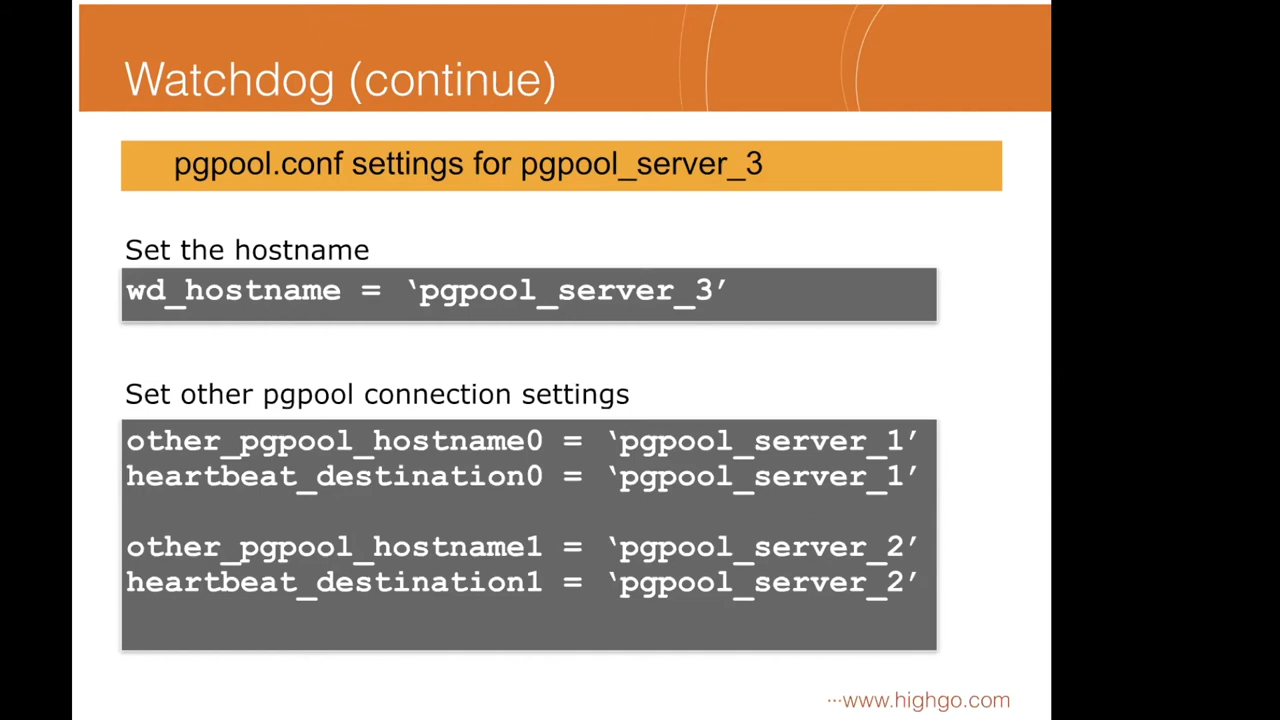 Watchdog (continue)
pgpool.conf settings for pgpool_server_3
Set the hostname
wd_hostname = ‘pgpool_server_3’
Set other pgpool connection settings
other_pgpool_hostname0 = ‘pgpool_server_1’
heartbeat_destination0 = ‘pgpool_server_1’
other_pgpool_hostname1 = ‘pgpool_server_2’
heartbeat_destination1 = ‘pgpool_server_2’
···www.highgo.com